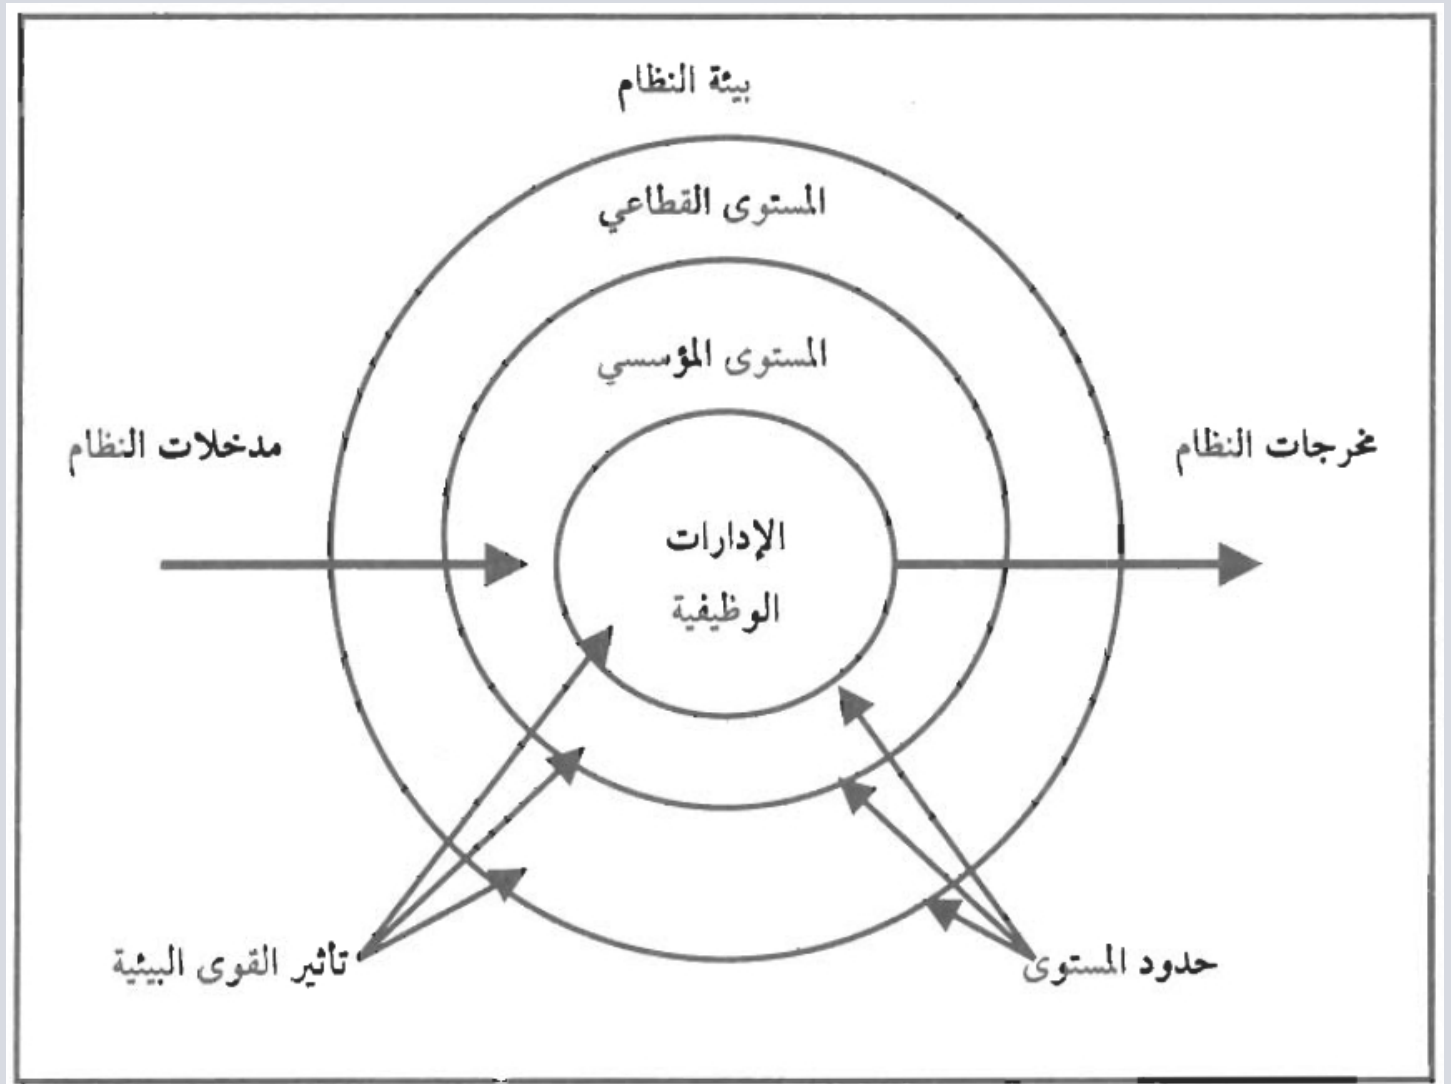 بيئة النظام
المستوى القطاعي
المستوى المؤسسي
مخرجات النظام
مدخلات النظام
الإدارات
الوظيفية
حدود المستوى
تأثير القوى البيئية